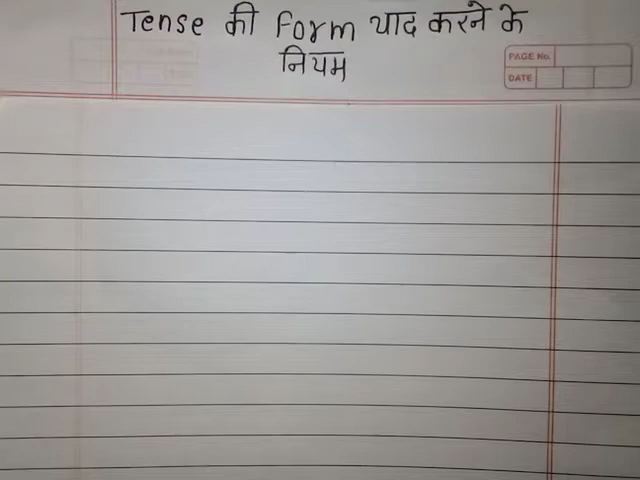 Tense की Form याद करने के
नियम
PAGE No.
DATE